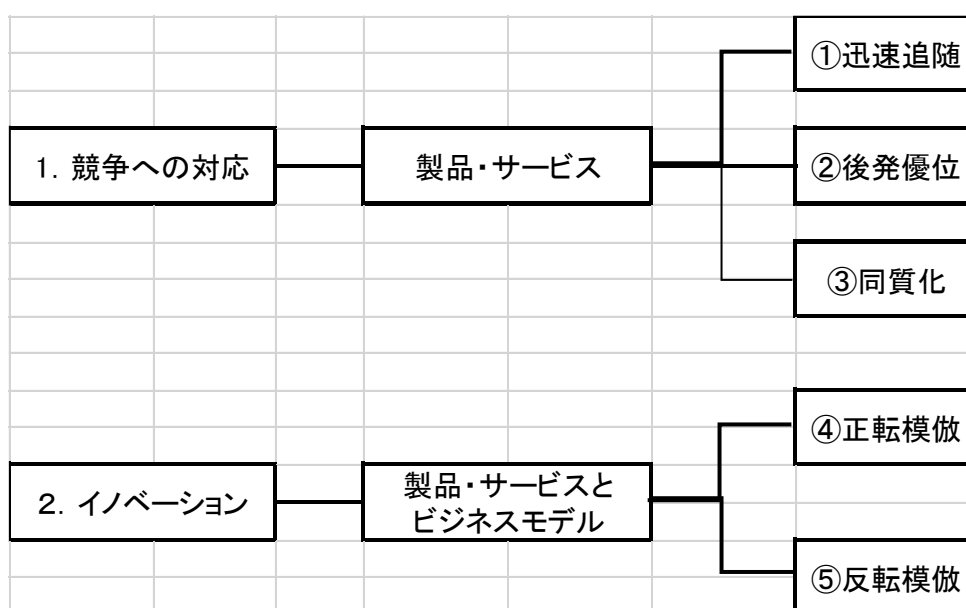 ①迅速追随
1. 競争への対応
製品・サービス
②後発優位
③同質化
④正転模倣
2. イノベーション
製品・サービスと
ビジネスモデル
⑤反転模倣